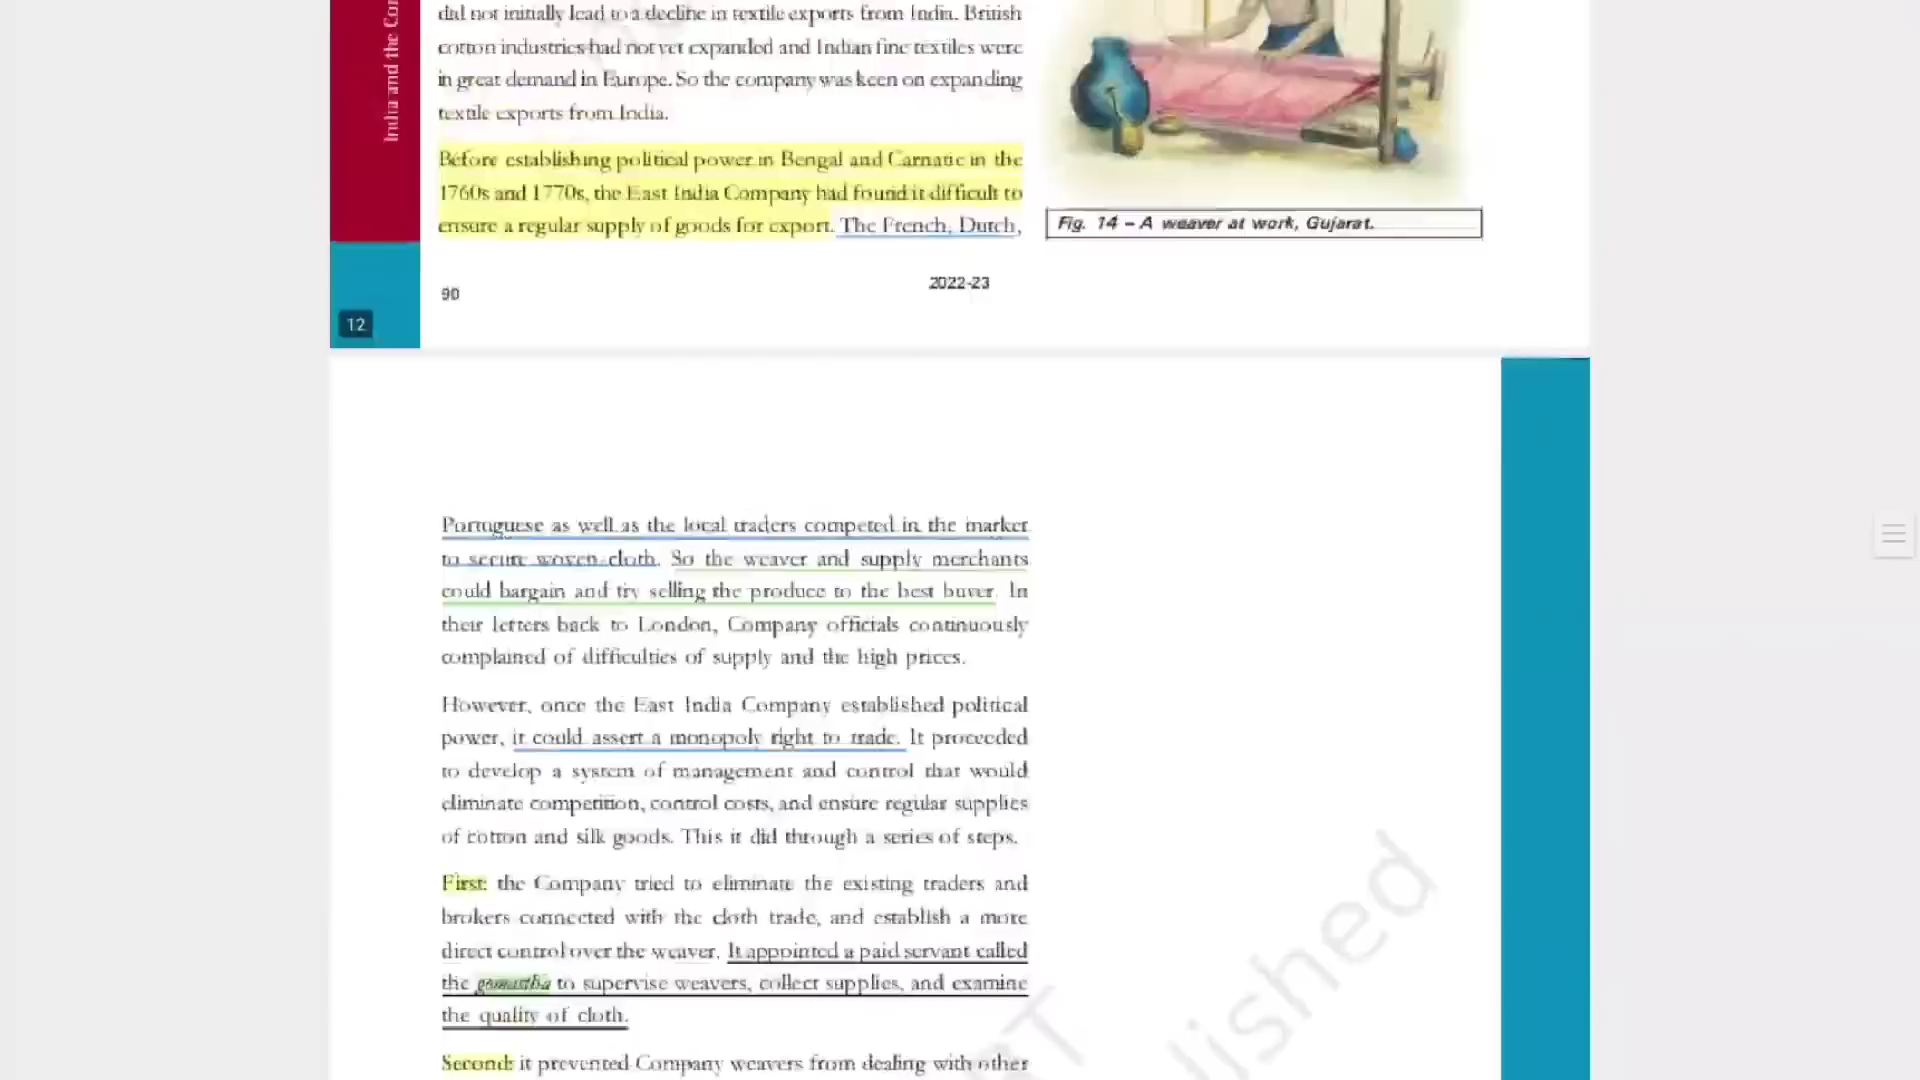 India and the Con
did not initially lead to a decline in textile exports from India. British
cotton industries had not yet expanded and Indian fine textiles were
in great demand in Europe. So the company was keen on expanding
textile exports from India.
Before establishing political power in Bengal and Carnatic in the
1760s and 1770s, the East India Company had found it difficult to
ensure a regular supply of goods for export. The French, Dutch,
Fig. 14 – A weaver at work, Gujarat.
90
2022-23
12
Portuguese as well as the local traders competed in the market
to secure woven cloth. So the weaver and supply merchants
could bargain and try selling the produce to the best buyer. In
their letters back to London, Company officials continuously
complained of difficulties of supply and the high prices.
However, once the East India Company established political
power, it could assert a monopoly right to trade. It proceeded
to develop a system of management and control that would
eliminate competition, control costs, and ensure regular supplies
of cotton and silk goods. This it did through a series of steps.
First: the Company tried to eliminate the existing traders and
brokers connected with the cloth trade, and establish a more
direct control over the weaver. It appointed a paid servant called
the gomastha to supervise weavers, collect supplies, and examine
the quality of cloth.
Second: it prevented Company weavers from dealing with other